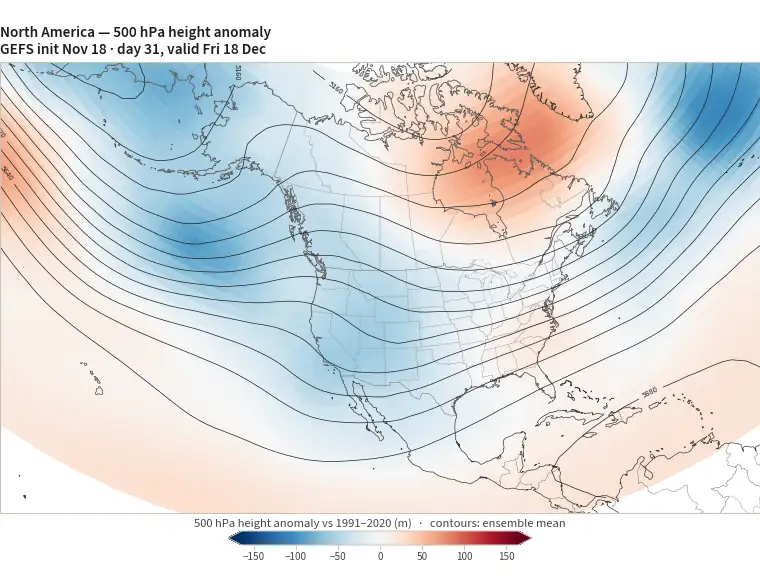 North America — 500 hPa height anomaly
GEFS init Nov 18 · day 31, valid Fri 18 Dec
5160
5160
5640
5880
500 hPa height anomaly vs 1991–2020 (m) · contours: ensemble mean
−150 −100 −50 0 50 100 150